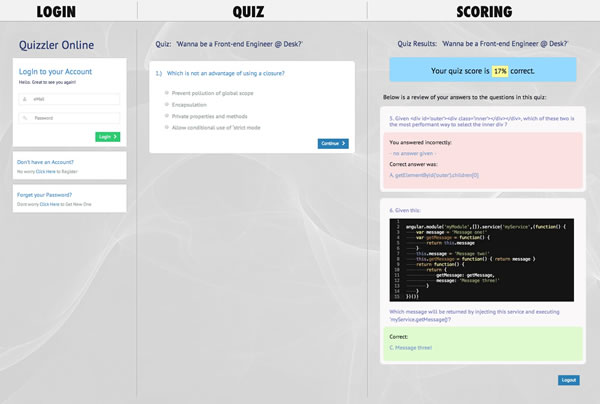 LOGIN
QUIZ
SCORING
Quizzler Online
Login to your Account
Hello, Great to see you again!
eMail
Password
Login
Don't have an Account?
No worry Click Here to Register
Forget your Password?
Dont worry Click Here to Get New One
Quiz: 'Wanna be a Front-end Engineer @ Desk?'
1.) Which is not an advantage of using a closure?
Prevent pollution of global scope
Encapsulation
Private properties and methods
Allow conditional use of 'strict mode
Continue
Quiz Results: 'Wanna be a Front-end Engineer @ Desk?'
Your quiz score is 17% correct.
Below is a review of your answers to the questions in this quiz:
5. Given <div id='outer'><div class='inner'></div></div>, which of these two is
the most performant way to select the inner div ?
You answered incorrectly:
- no answer given -
Correct answer was:
A. getElementById('outer').children[0]
6. Given this:
1
2 angular.module('myModule',[]).service('myService',(function() {
3 var message = 'Message one!'
4 var getMessage = function() {
5 return this.message
6 }
7 this.message = 'Message two!'
8 this.getMessage = function() { return message }
9 return function() {
10 return {
11 getMessage: getMessage,
12 message: 'Message three!'
13 }
14 }
15 })())
Which message will be returned by injecting this service and executing
'myService.getMessage()'?
Correct:
C. Message three!
Logout